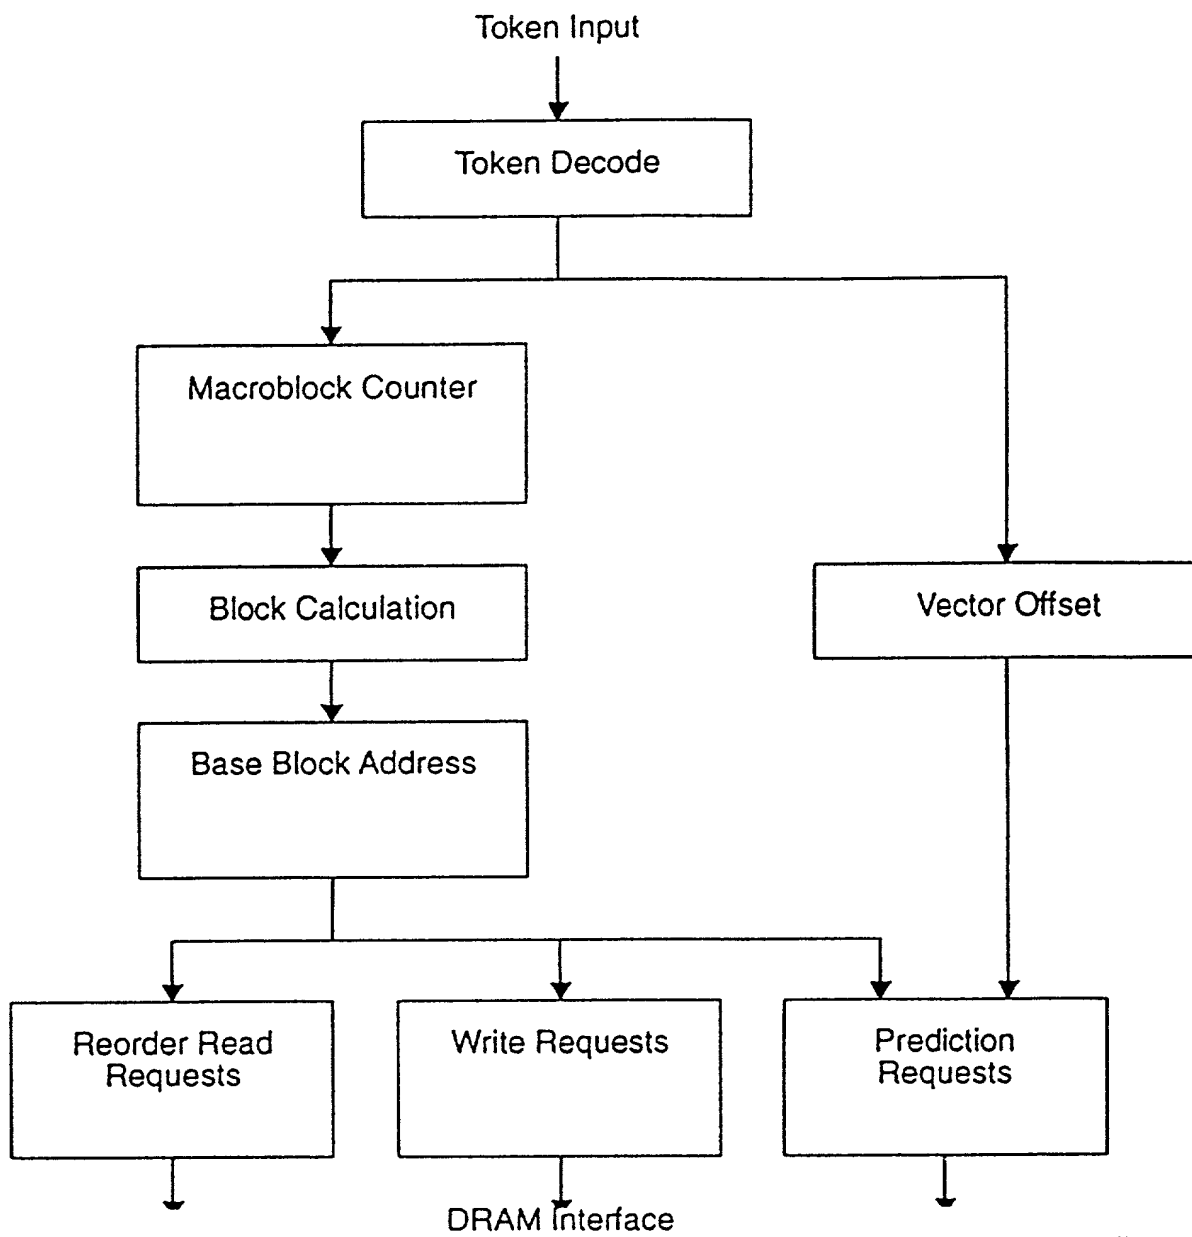 Token Input
Token Decode
Macroblock Counter
Block Calculation
Vector Offset
Base Block Address
Reorder Read
Requests
Write Requests
Prediction
Requests
DRAM Interface